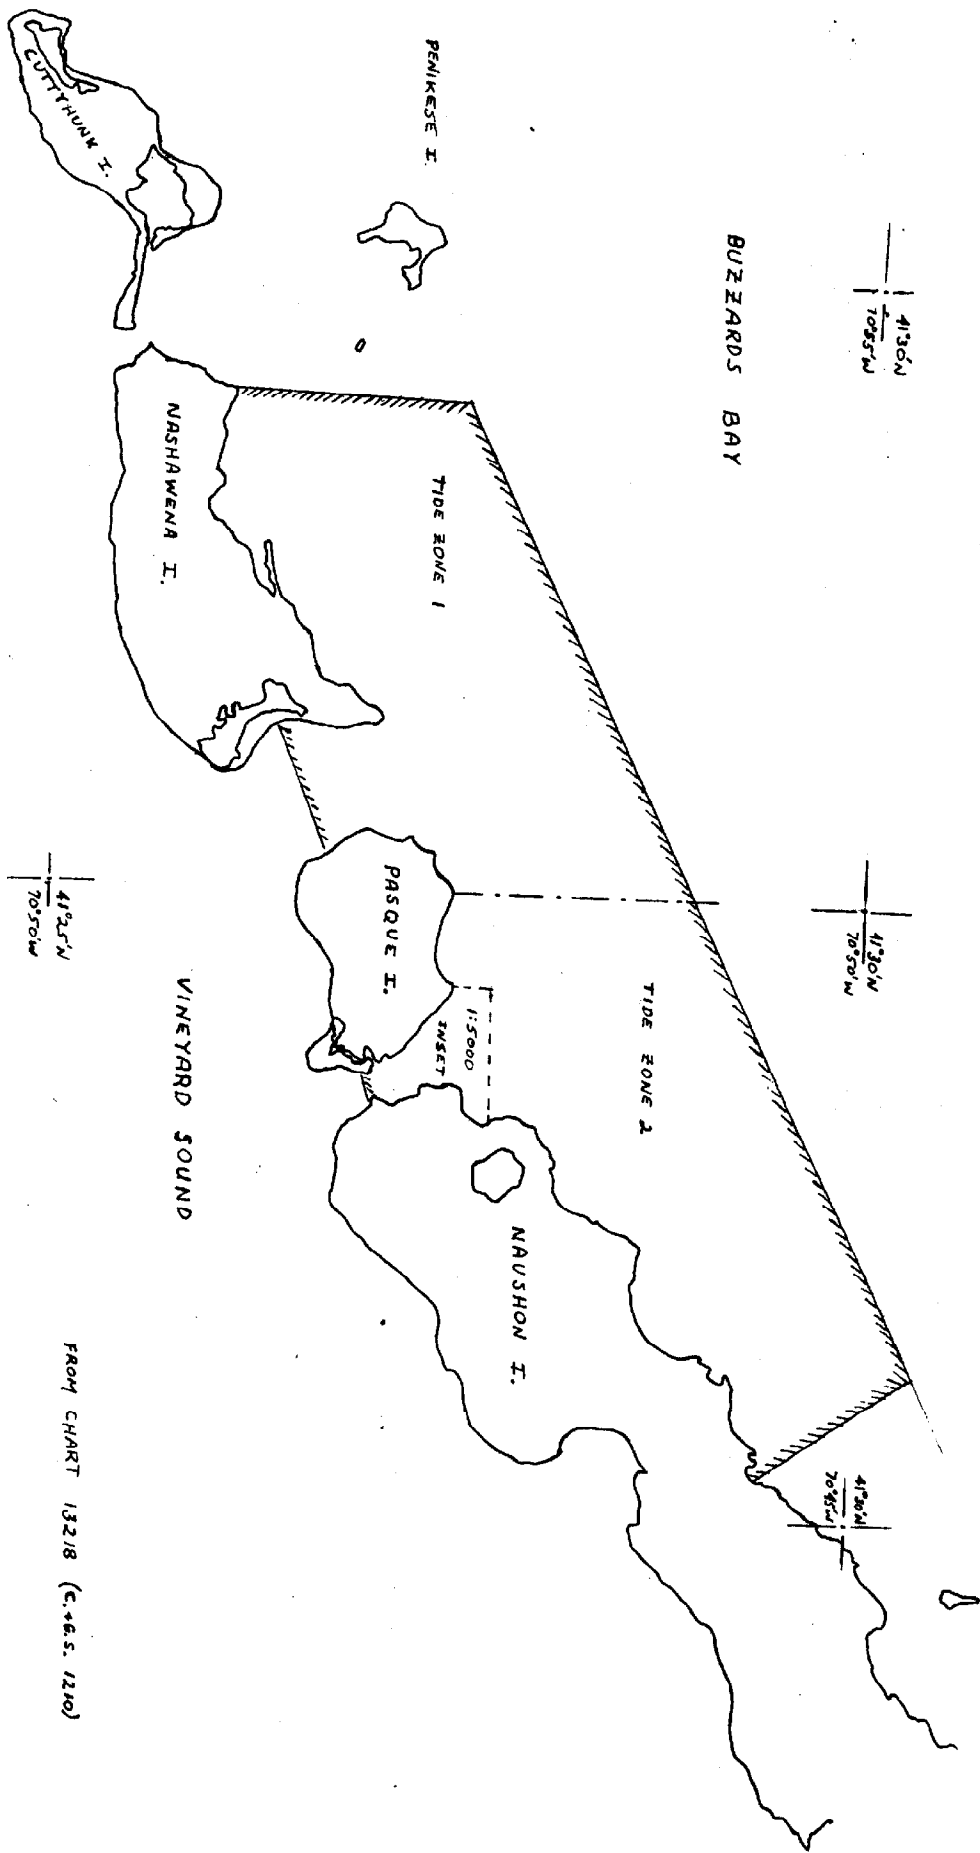 CUTTYHUNK I.
PENIKESE I.
BUZZARDS BAY
41°30'N
70°55'W
NASHAWENA I.
TIDE ZONE 1
PASQUE I.
1:5000
INSET
TIDE ZONE 2
41°30'N
70°50'W
41°25'N
70°50'W
VINEYARD SOUND
NAUSHON I.
41°30'N
70°45'W
FROM CHART 13218 (C.+G.S. 1210)